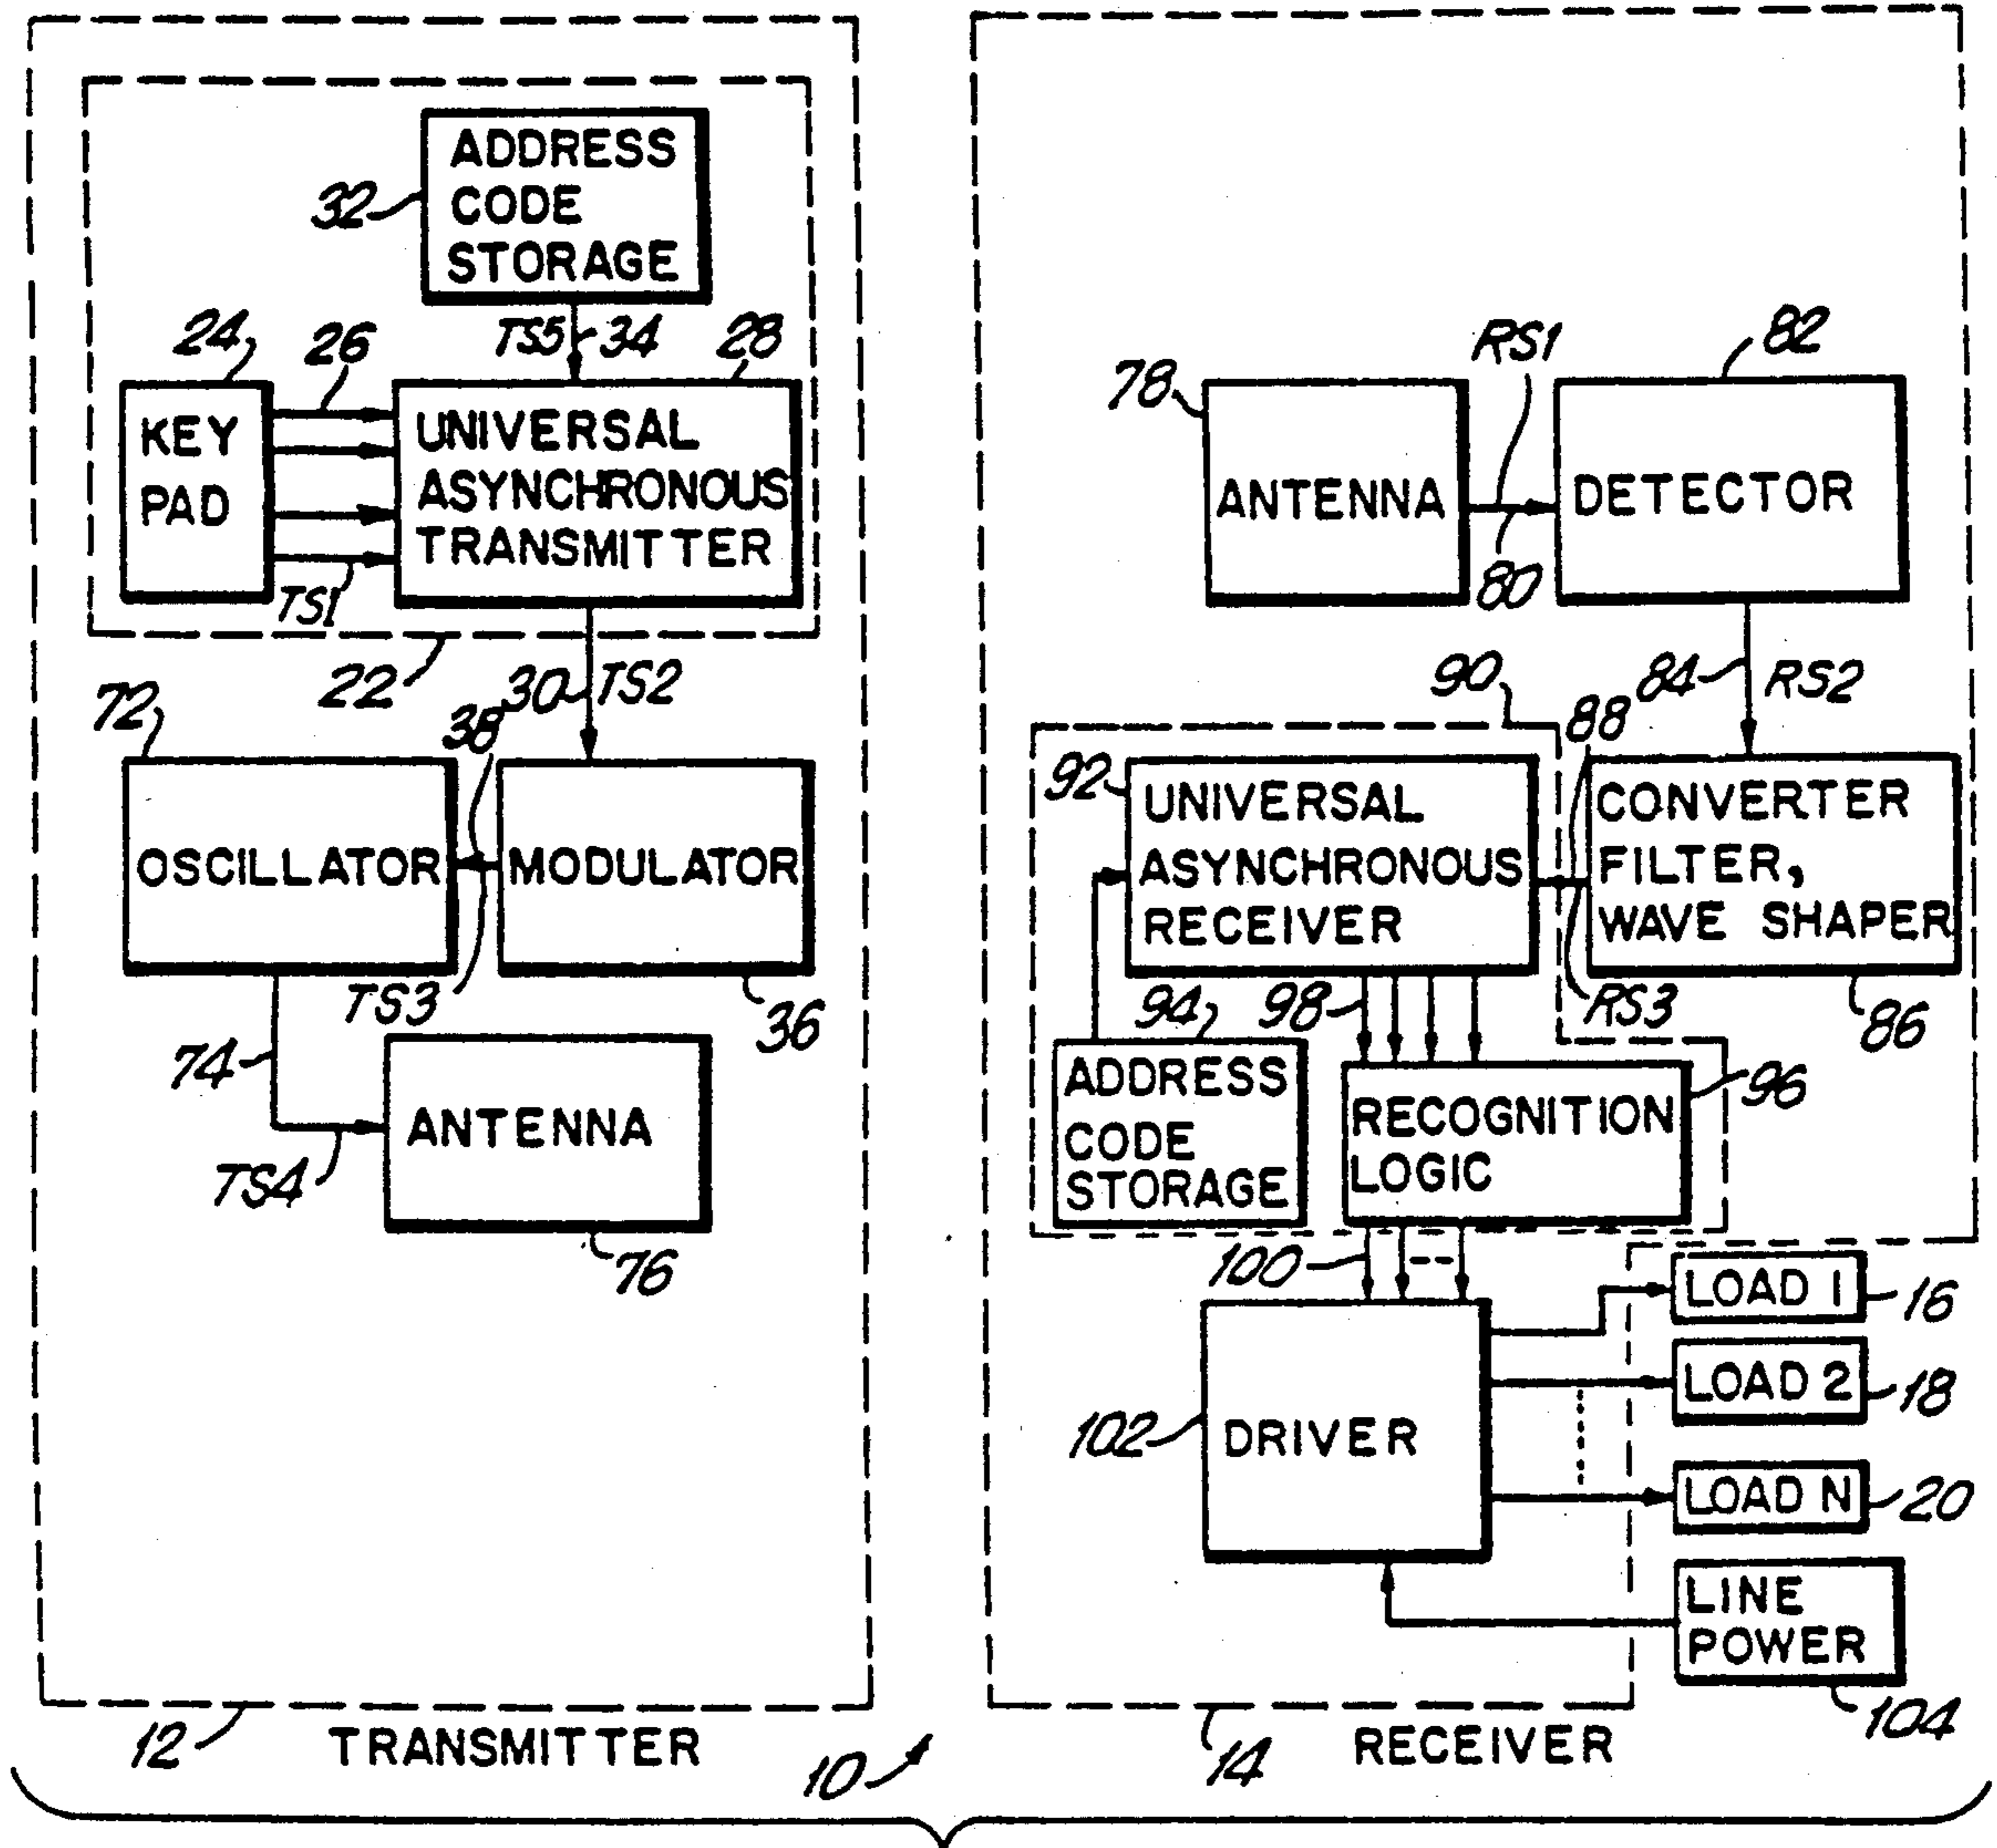 ADDRESS
CODE
STORAGE
32
TS5
34
24
26
28
KEY
PAD
UNIVERSAL
ASYNCHRONOUS
TRANSMITTER
TS1
22
30
TS2
72
38
OSCILLATOR
MODULATOR
TS3
36
74
ANTENNA
TS4
76
12
TRANSMITTER
10
78
RS1
82
ANTENNA
DETECTOR
80
84
RS2
90
88
92
UNIVERSAL
ASYNCHRONOUS
RECEIVER
CONVERTER
FILTER,
WAVE SHAPER
94
98
RS3
86
ADDRESS
CODE
STORAGE
RECOGNITION
LOGIC
96
100
LOAD 1
16
LOAD 2
18
102
DRIVER
LOAD N
20
LINE
POWER
104
14
RECEIVER